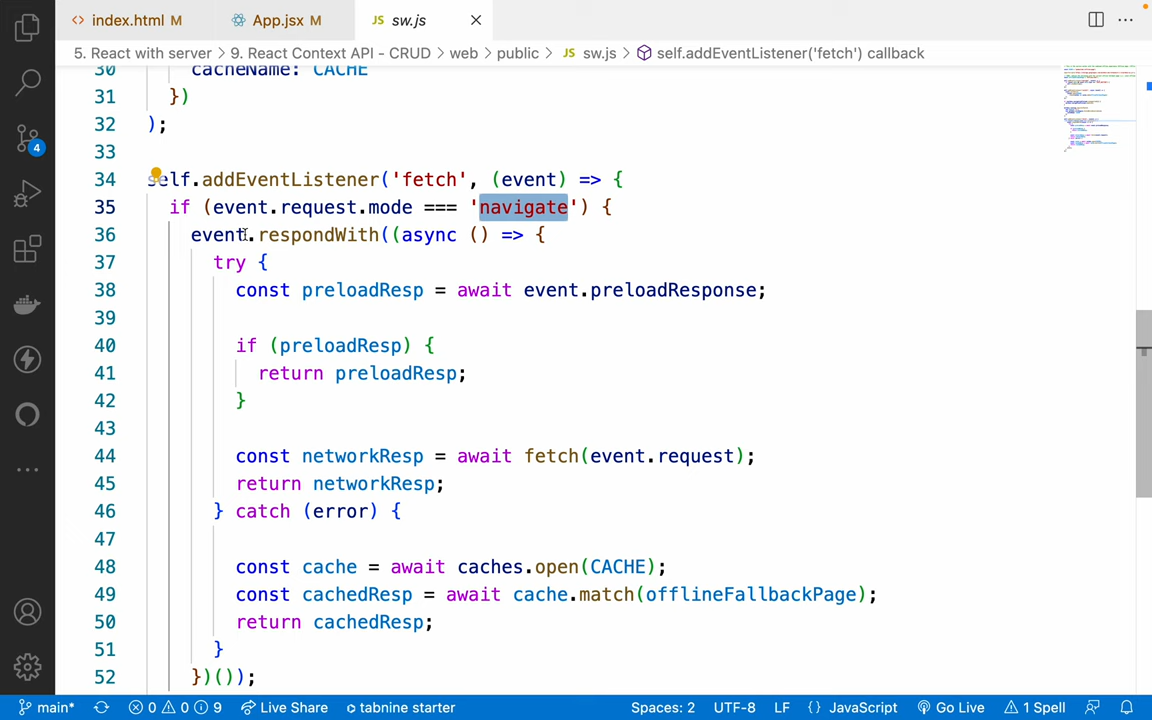 index.html M
App.jsx M
JS sw.js
5. React with server > 9. React Context API - CRUD > web > public > JS sw.js > self.addEventListener('fetch') callback
30 cacheName: CACHE
31 })
32 );
33
34 self.addEventListener('fetch', (event) => {
35 if (event.request.mode === 'navigate') {
36 event.respondWith((async () => {
37 try {
38 const preloadResp = await event.preloadResponse;
39
40 if (preloadResp) {
41 return preloadResp;
42 }
43
44 const networkResp = await fetch(event.request);
45 return networkResp;
46 } catch (error) {
47
48 const cache = await caches.open(CACHE);
49 const cachedResp = await cache.match(offlineFallbackPage);
50 return cachedResp;
51 }
52 })());
4
main* 0 0 9 Live Share tabnine starter Spaces: 2 UTF-8 LF {} JavaScript Go Live 1 Spell